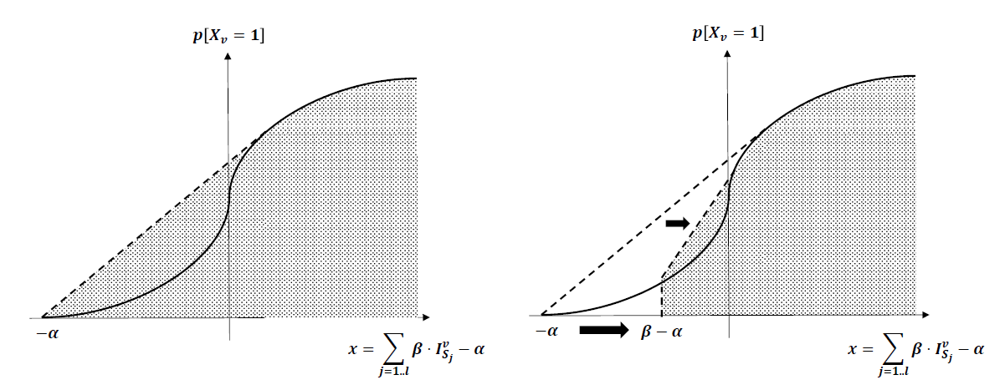 p[X_v = 1]
−α
x = ∑_{j=1..l} β · I^v_{S_j} − α
p[X_v = 1]
−α
β − α
x = ∑_{j=1..l} β · I^v_{S_j} − α